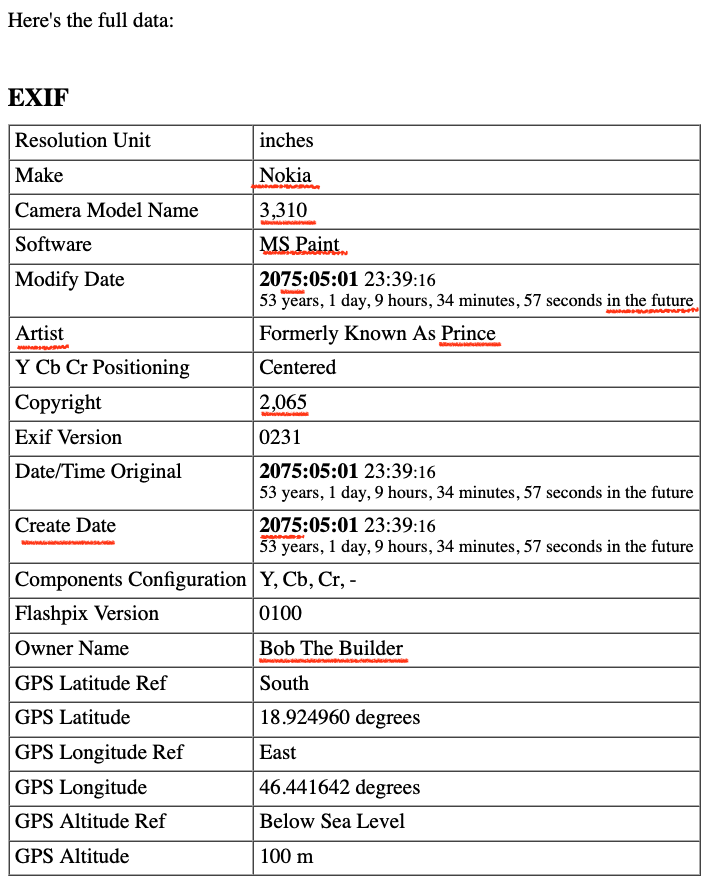 Here's the full data:
EXIF
Resolution Unit inches
Make Nokia
Camera Model Name 3,310
Software MS Paint
Modify Date 2075:05:01 23:39:16
53 years, 1 day, 9 hours, 34 minutes, 57 seconds in the future
Artist Formerly Known As Prince
Y Cb Cr Positioning Centered
Copyright 2,065
Exif Version 0231
Date/Time Original 2075:05:01 23:39:16
53 years, 1 day, 9 hours, 34 minutes, 57 seconds in the future
Create Date 2075:05:01 23:39:16
53 years, 1 day, 9 hours, 34 minutes, 57 seconds in the future
Components Configuration Y, Cb, Cr, -
Flashpix Version 0100
Owner Name Bob The Builder
GPS Latitude Ref South
GPS Latitude 18.924960 degrees
GPS Longitude Ref East
GPS Longitude 46.441642 degrees
GPS Altitude Ref Below Sea Level
GPS Altitude 100 m